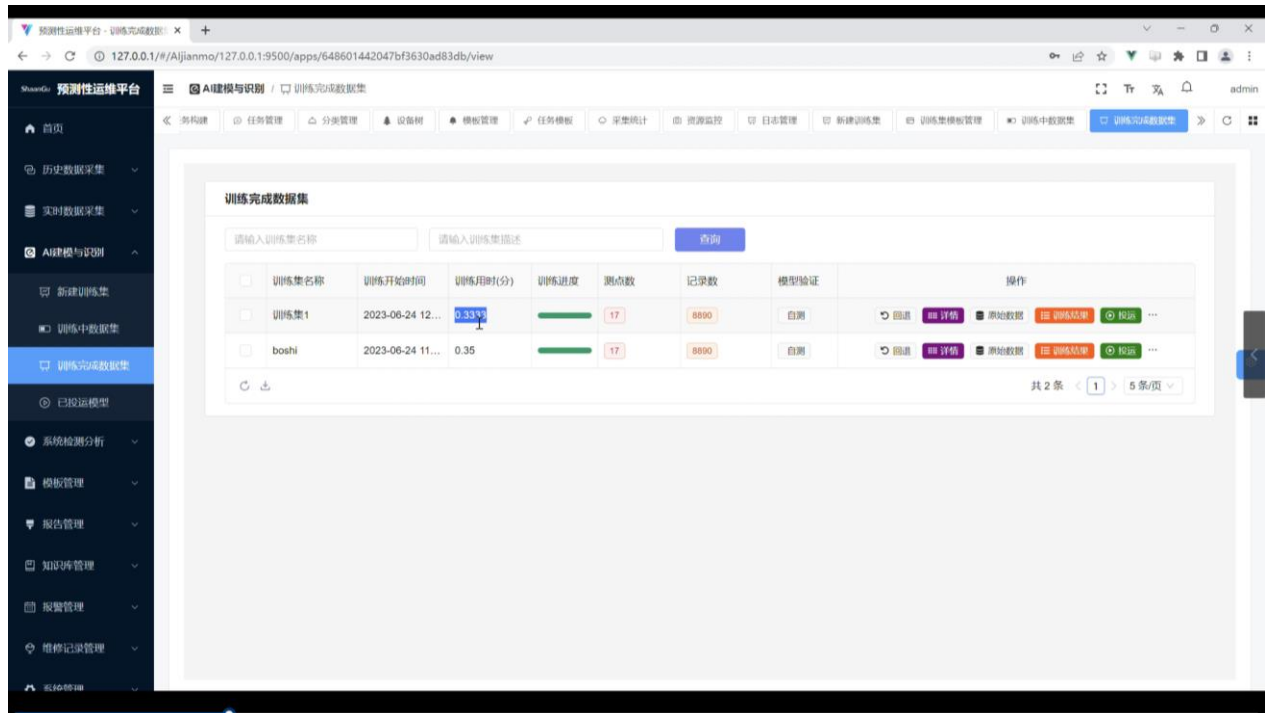 预测性运维平台 - 训练完成数据
127.0.0.1/#/AIjianmo/127.0.0.1:9500/apps/648601442047bf3630ad83db/view
ShaanGu 预测性运维平台
AI建模与识别 / 训练完成数据集
admin
务构建 任务管理 分类管理 设备树 模板管理 任务模板 采集统计 资源监控 日志管理 新建训练集 训练集模板管理 训练中数据集 训练完成数据集
首页
历史数据采集
实时数据采集
AI建模与识别
新建训练集
训练中数据集
训练完成数据集
已投运模型
系统检测分析
模板管理
报告管理
知识库管理
报警管理
维修记录管理
系统管理
训练完成数据集
请输入训练集名称 请输入训练集描述 查询
训练集名称 训练开始时间 训练用时(分) 训练进度 测点数 记录数 模型验证 操作
训练集1 2023-06-24 12... 0.3333 17 8890 自测 回退 详情 原始数据 训练结果 投运 ...
boshi 2023-06-24 11... 0.35 17 8890 自测 回退 详情 原始数据 训练结果 投运 ...
共 2 条 1 5 条/页